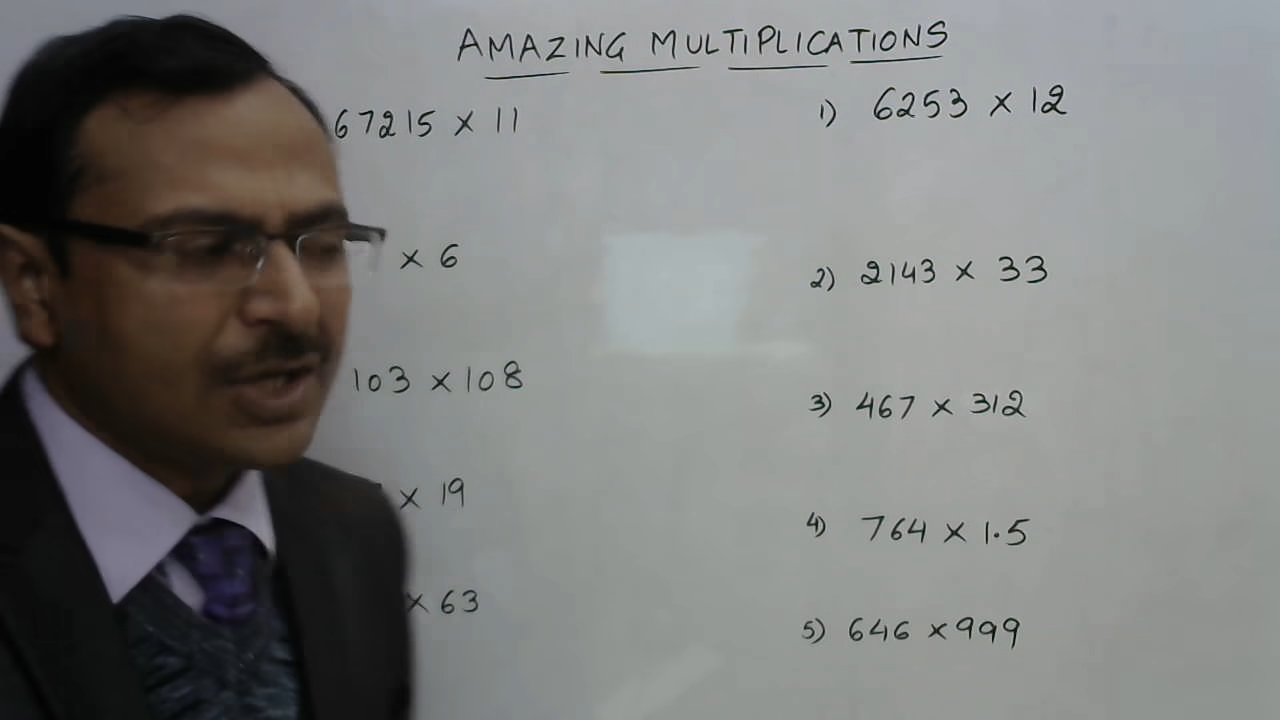 AMAZING MULTIPLICATIONS
67215 × 11
× 6
103 × 108
× 19
× 63
1) 6253 × 12
2) 2143 × 33
3) 467 × 312
4) 764 × 1.5
5) 646 × 999